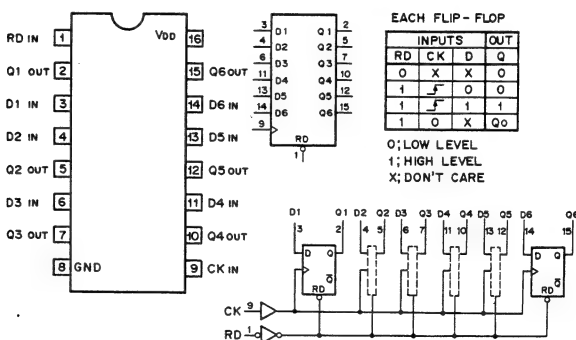 RD IN 1
VDD 16
Q1 OUT 2
15 Q6 OUT
D1 IN 3
14 D6 IN
D2 IN 4
13 D5 IN
Q2 OUT 5
12 Q5 OUT
D3 IN 6
11 D4 IN
Q3 OUT 7
10 Q4 OUT
8 GND
9 CK IN
3 D1 Q1 2
4 D2 Q2 5
6 D3 Q3 7
11 D4 Q4 10
13 D5 Q5 12
14 D6 Q6 15
9
RD
1
EACH FLIP-FLOP
INPUTS OUT
RD CK D Q
0 X X 0
1 0 0
1 1 1
1 0 X Qo
0; LOW LEVEL
1; HIGH LEVEL
X; DON'T CARE
D1 Q1 D2 Q2 D3 Q3 D4 Q4 D5 Q5 D6 Q6
3 2 4 5 6 7 11 10 13 12 14 15
D Q
Q̅
RD
D Q
Q̅
RD
CK 9
RD 1